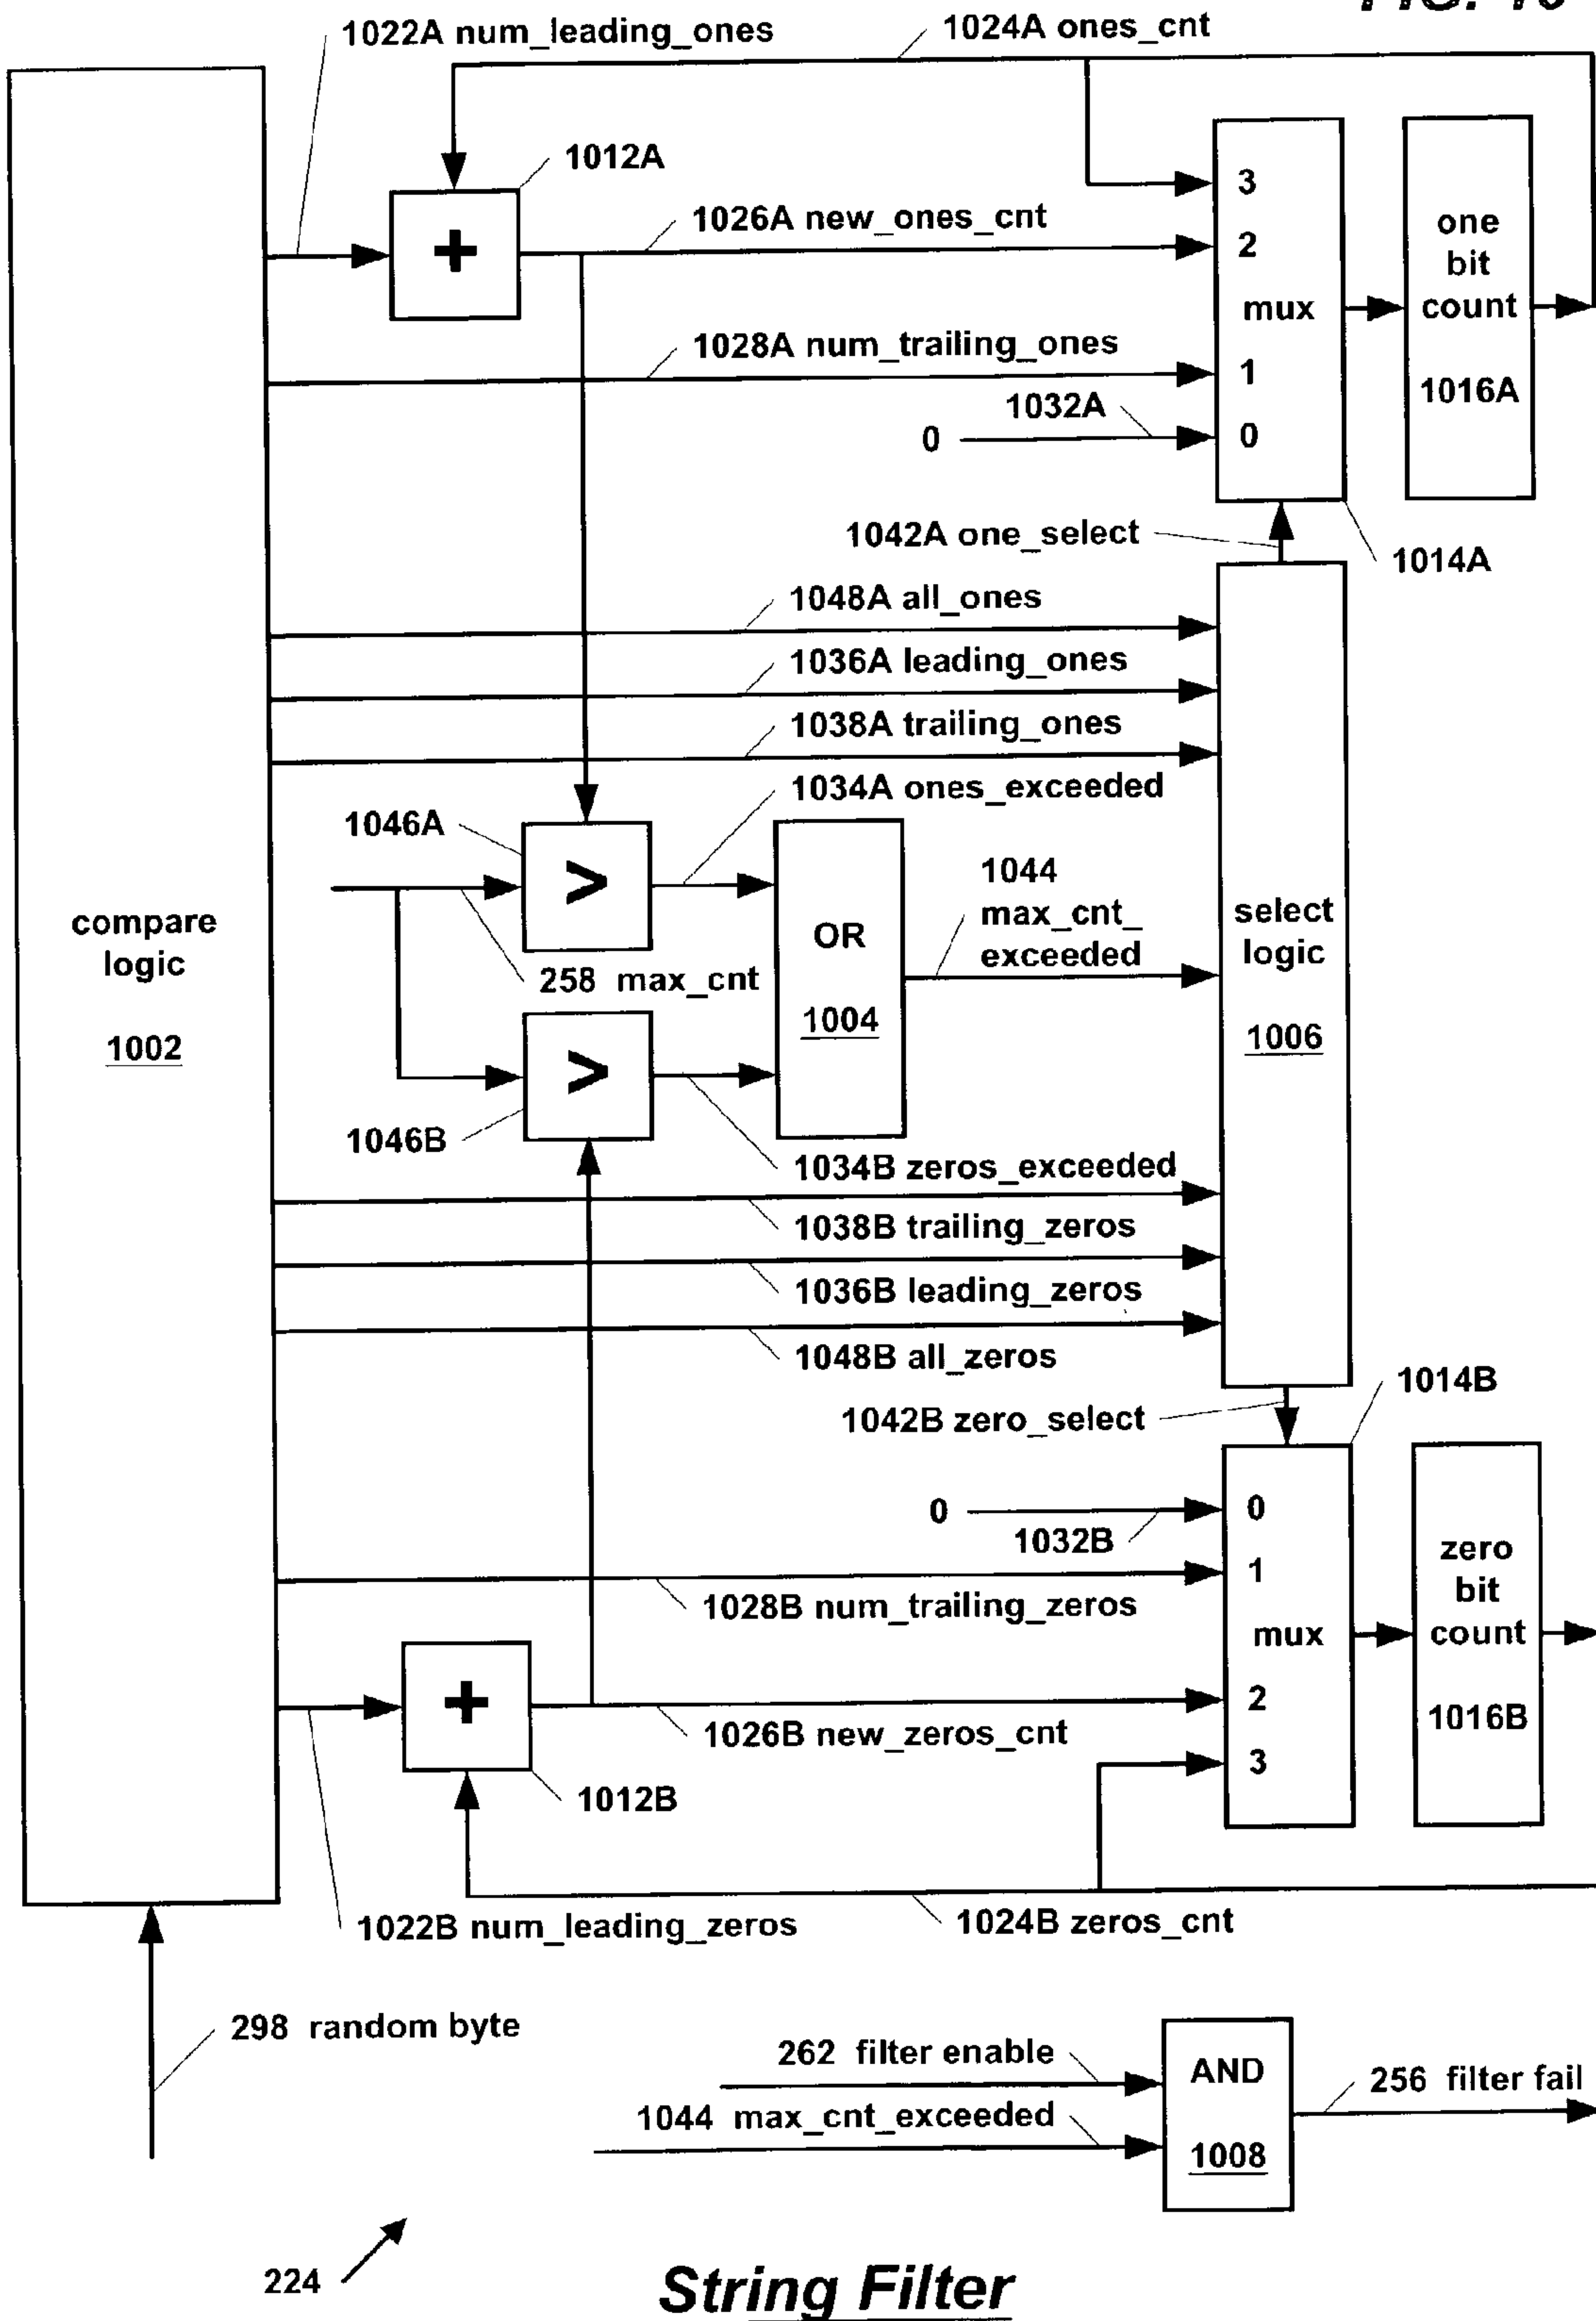 1022A num_leading_ones
1024A ones_cnt
1012A
+
1026A new_ones_cnt
1028A num_trailing_ones
1032A
0
3
2
mux
1
0
one
bit
count
1016A
1042A one_select
1014A
1048A all_ones
1036A leading_ones
1038A trailing_ones
1034A ones_exceeded
1046A
>
258 max_cnt
>
1046B
OR
1004
1044
max_cnt_
exceeded
compare
logic
1002
select
logic
1006
1034B zeros_exceeded
1038B trailing_zeros
1036B leading_zeros
1048B all_zeros
1014B
1042B zero_select
0
1032B
0
1
mux
2
3
zero
bit
count
1016B
1028B num_trailing_zeros
+
1026B new_zeros_cnt
1012B
1022B num_leading_zeros
1024B zeros_cnt
298 random byte
262 filter enable
1044 max_cnt_exceeded
AND
1008
256 filter fail
224
String Filter